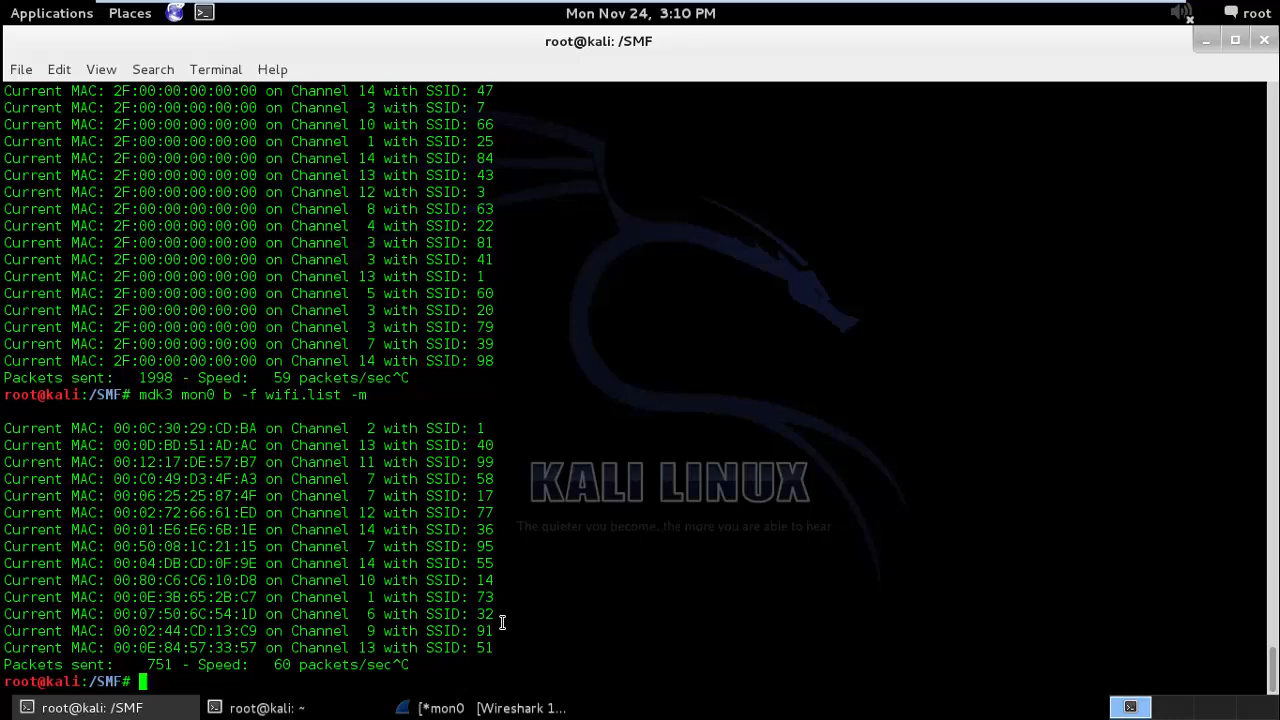 Applications Places Mon Nov 24, 3:10 PM root
root@kali: /SMF
File Edit View Search Terminal Help
Current MAC: 2F:00:00:00:00:00 on Channel 14 with SSID: 47
Current MAC: 2F:00:00:00:00:00 on Channel  3 with SSID: 7
Current MAC: 2F:00:00:00:00:00 on Channel 10 with SSID: 66
Current MAC: 2F:00:00:00:00:00 on Channel  1 with SSID: 25
Current MAC: 2F:00:00:00:00:00 on Channel 14 with SSID: 84
Current MAC: 2F:00:00:00:00:00 on Channel 13 with SSID: 43
Current MAC: 2F:00:00:00:00:00 on Channel 12 with SSID: 3
Current MAC: 2F:00:00:00:00:00 on Channel  8 with SSID: 63
Current MAC: 2F:00:00:00:00:00 on Channel  4 with SSID: 22
Current MAC: 2F:00:00:00:00:00 on Channel  3 with SSID: 81
Current MAC: 2F:00:00:00:00:00 on Channel  3 with SSID: 41
Current MAC: 2F:00:00:00:00:00 on Channel 13 with SSID: 1
Current MAC: 2F:00:00:00:00:00 on Channel  5 with SSID: 60
Current MAC: 2F:00:00:00:00:00 on Channel  3 with SSID: 20
Current MAC: 2F:00:00:00:00:00 on Channel  3 with SSID: 79
Current MAC: 2F:00:00:00:00:00 on Channel  7 with SSID: 39
Current MAC: 2F:00:00:00:00:00 on Channel 14 with SSID: 98
Packets sent:   1998 - Speed:   59 packets/sec^C
root@kali:/SMF# mdk3 mon0 b -f wifi.list -m
Current MAC: 00:0C:30:29:CD:BA on Channel  2 with SSID: 1
Current MAC: 00:0D:BD:51:AD:AC on Channel 13 with SSID: 40
Current MAC: 00:12:17:DE:57:B7 on Channel 11 with SSID: 99
Current MAC: 00:C0:49:D3:4F:A3 on Channel  7 with SSID: 58
Current MAC: 00:06:25:25:87:4F on Channel  7 with SSID: 17
Current MAC: 00:02:72:66:61:ED on Channel 12 with SSID: 77
Current MAC: 00:01:E6:E6:6B:1E on Channel 14 with SSID: 36
Current MAC: 00:50:08:1C:21:15 on Channel  7 with SSID: 95
Current MAC: 00:04:DB:CD:0F:9E on Channel 14 with SSID: 55
Current MAC: 00:80:C6:C6:10:D8 on Channel 10 with SSID: 14
Current MAC: 00:0E:3B:65:2B:C7 on Channel  1 with SSID: 73
Current MAC: 00:07:50:6C:54:1D on Channel  6 with SSID: 32
Current MAC: 00:02:44:CD:13:C9 on Channel  9 with SSID: 91
Current MAC: 00:0E:84:57:33:57 on Channel 13 with SSID: 51
Packets sent:    751 - Speed:   60 packets/sec^C
root@kali:/SMF#
KALI LINUX
The quieter you become, the more you are able to hear
root@kali: /SMF root@kali: ~ [*mon0 [Wireshark 1...